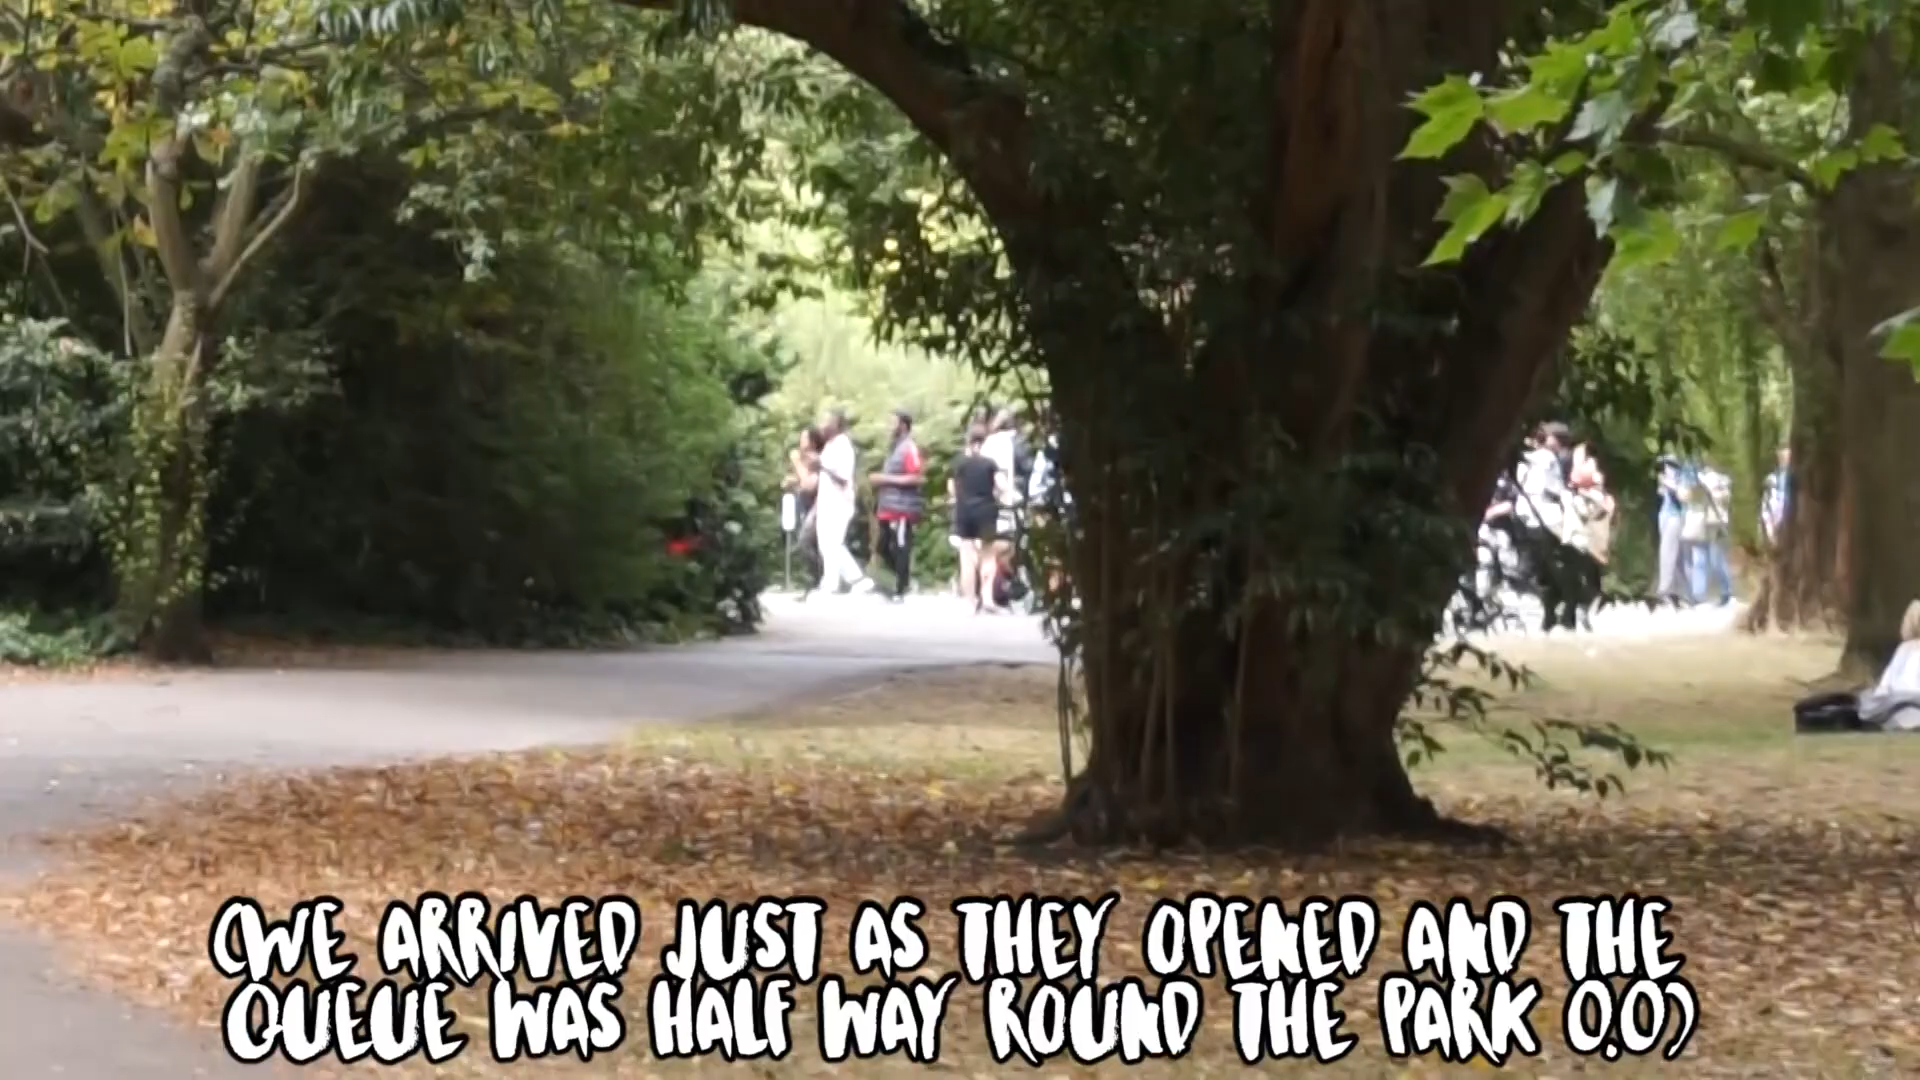 (WE ARRIVED JUST AS THEY OPENED AND THE
QUEUE WAS HALF WAY ROUND THE PARK O.O)